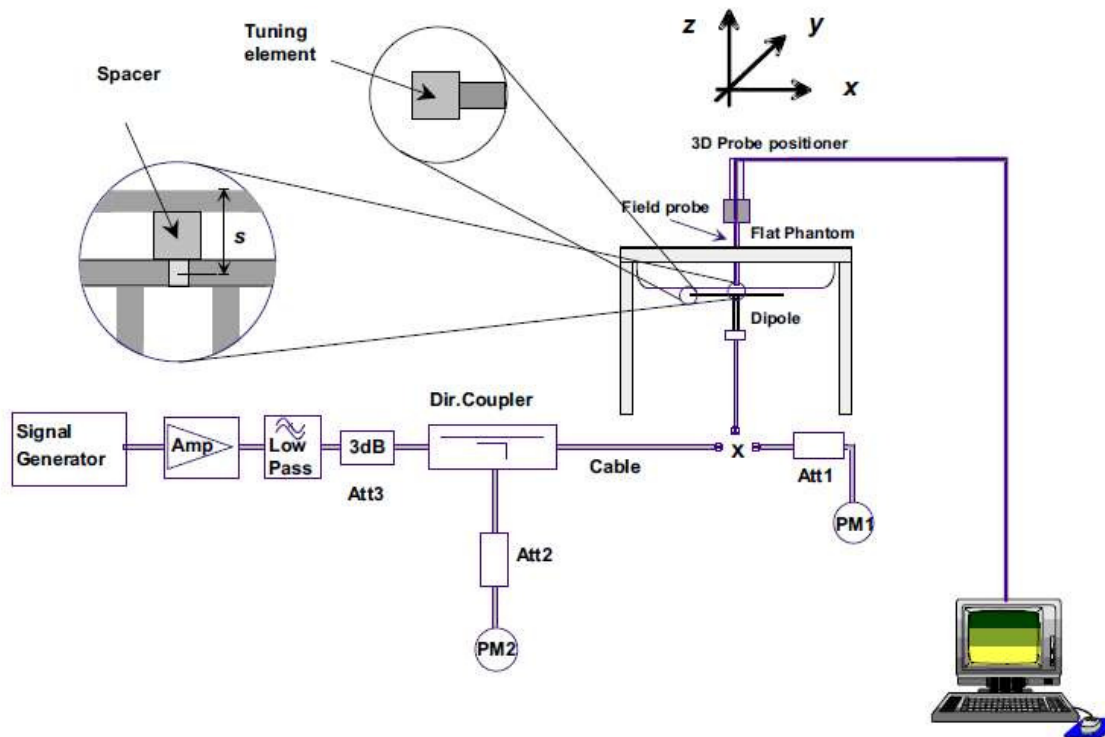 Tuning
element
Spacer
s
z
y
x
3D Probe positioner
Field probe
Flat Phantom
Dipole
Dir.Coupler
Signal
Generator
Amp
Low
Pass
3dB
Att3
Cable
X
Att1
PM1
Att2
PM2